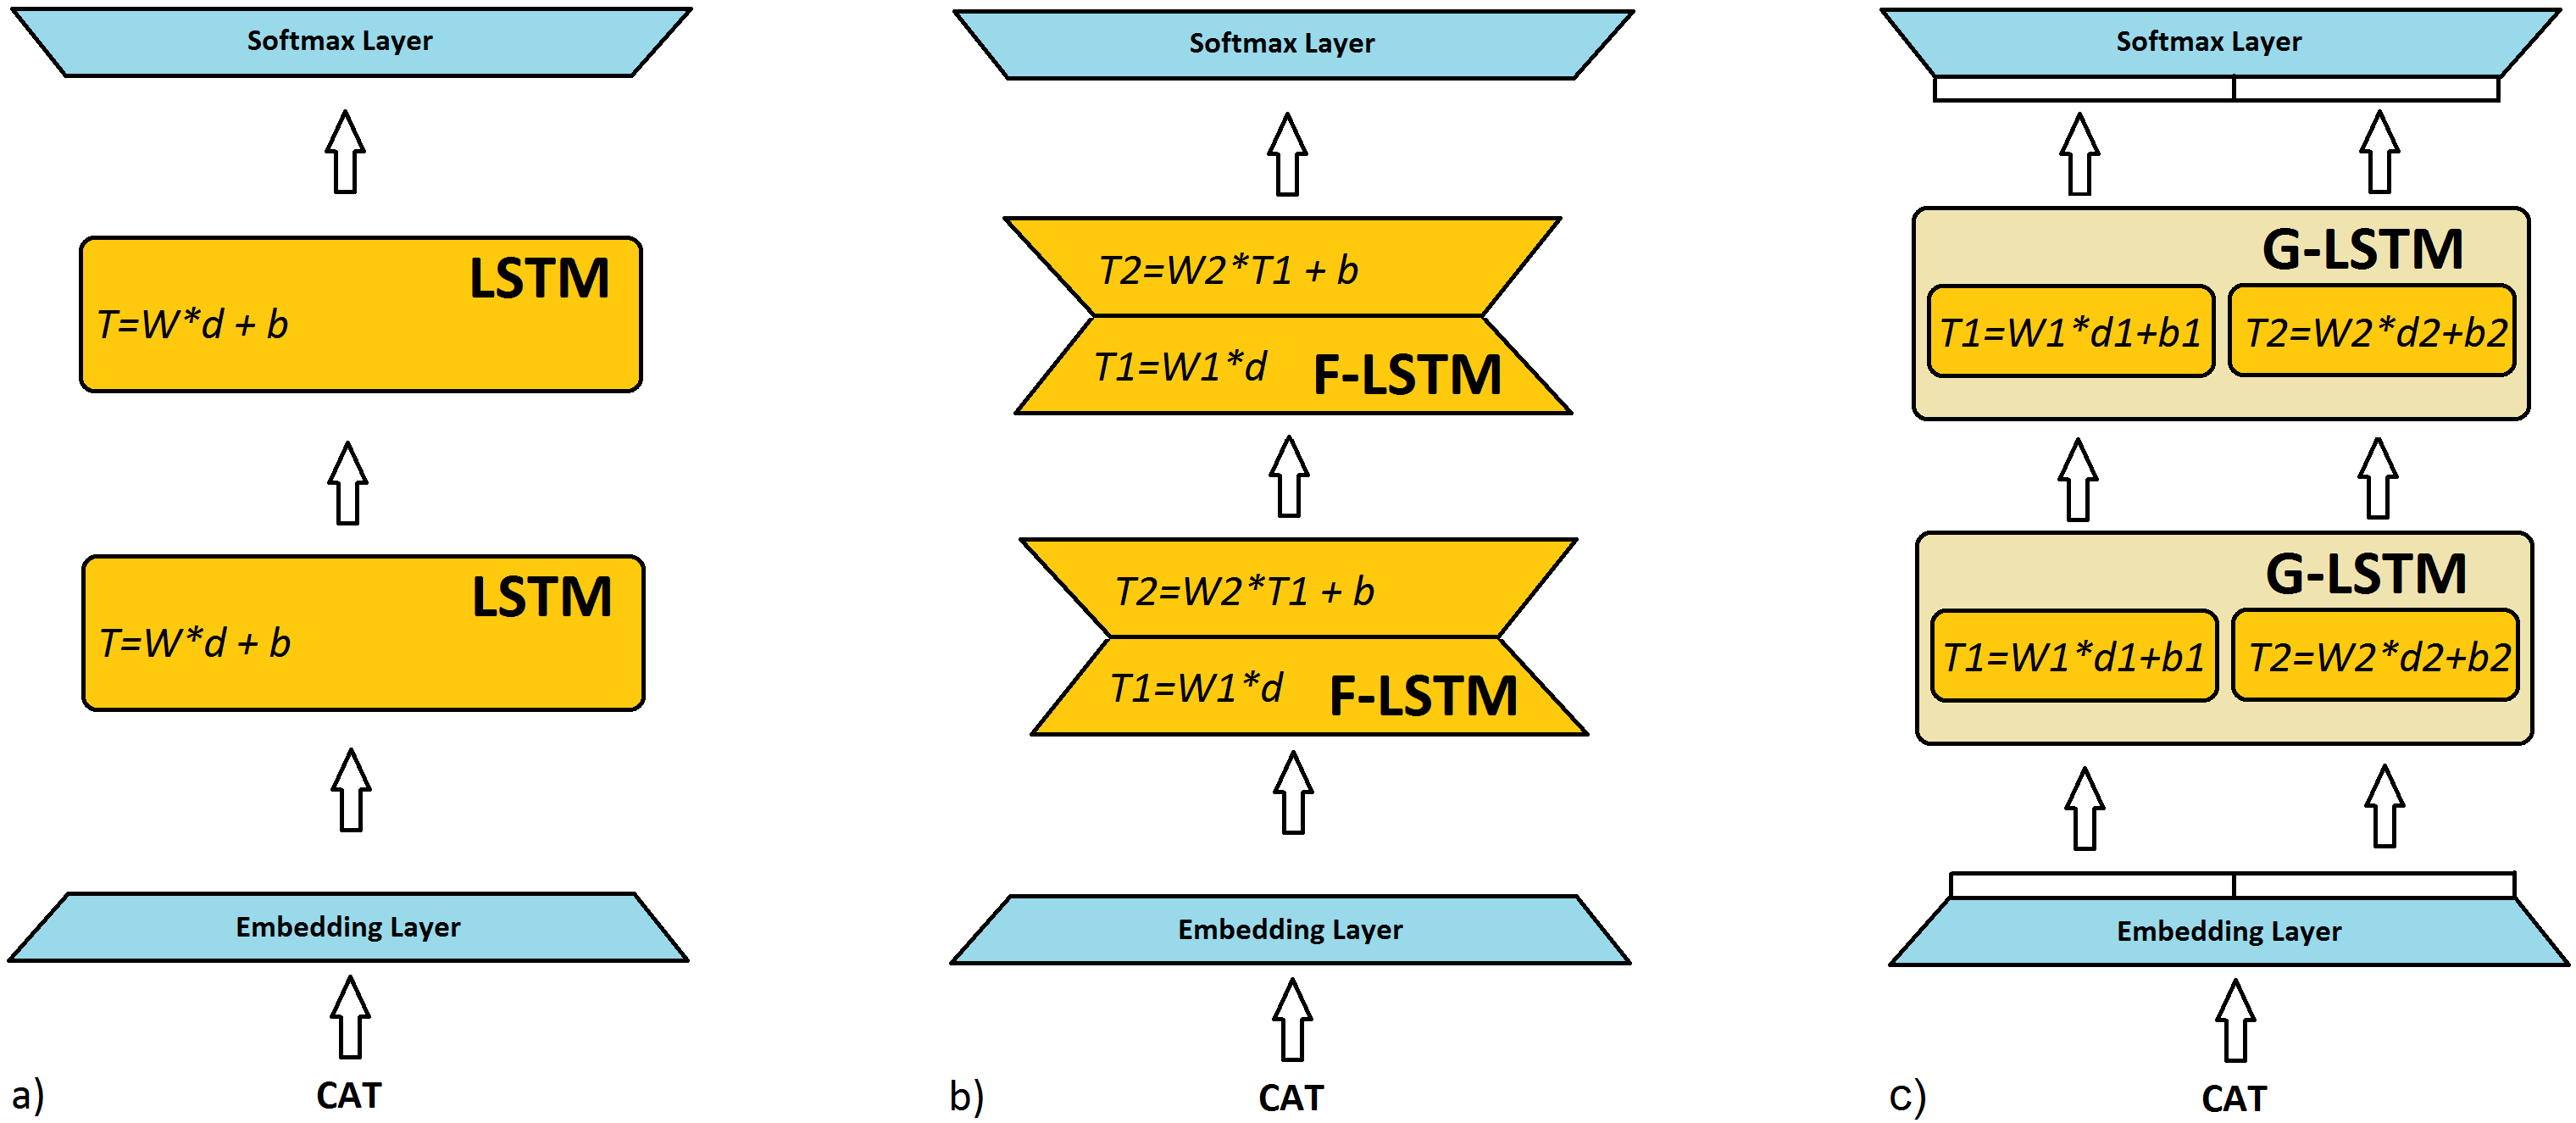 Softmax Layer
LSTM
T=W*d + b
LSTM
T=W*d + b
Embedding Layer
a)
CAT
Softmax Layer
T2=W2*T1 + b
T1=W1*d
F-LSTM
T2=W2*T1 + b
T1=W1*d
F-LSTM
Embedding Layer
b)
CAT
Softmax Layer
G-LSTM
T1=W1*d1+b1
T2=W2*d2+b2
G-LSTM
T1=W1*d1+b1
T2=W2*d2+b2
Embedding Layer
c)
CAT